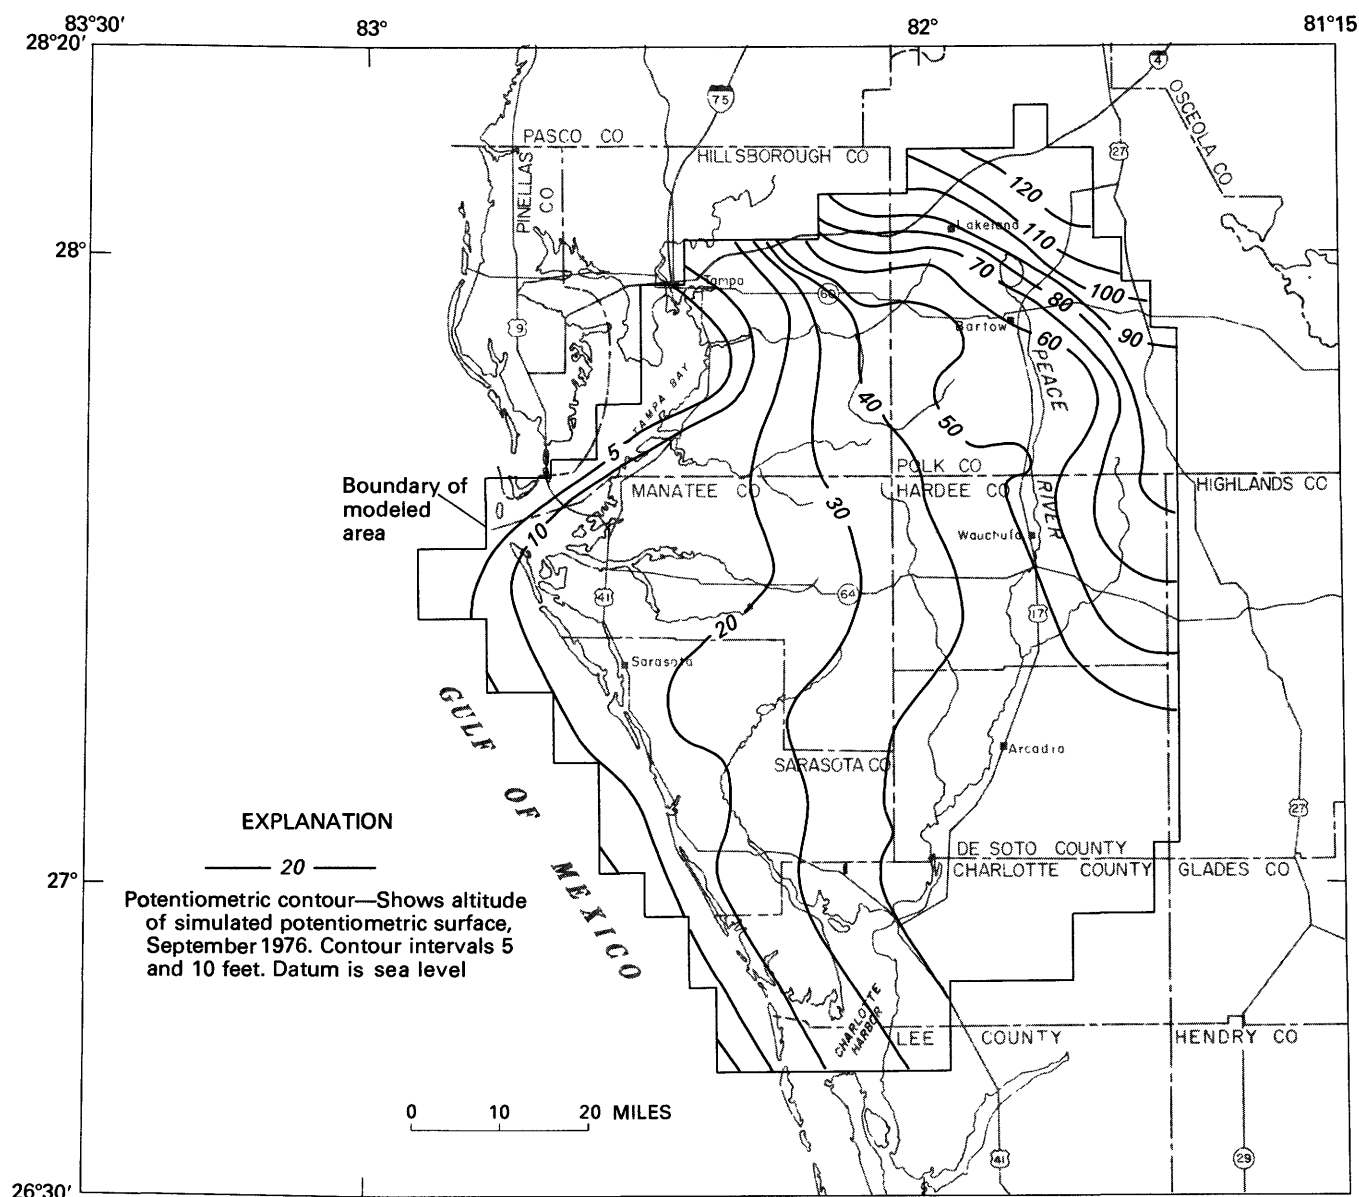 83°30'
83°
82°
81°15'
28°20'
4
75
OSCEOLA CO
PASCO CO
27
HILLSBOROUGH CO
PINELLAS CO
120
Lakeland
110
28°
70
Tampa
60
100
80
9
Bartow
60
90
TAMPA BAY
PEACE RIVER
40
50
5
POLK CO
Boundary of
modeled
area
MANATEE CO
HARDEE CO
HIGHLANDS CO
30
10
Wauchula
41
64
17
20
Sarasota
GULF OF MEXICO
Arcadia
SARASOTA CO
27
EXPLANATION
20
DE SOTO COUNTY
CHARLOTTE COUNTY
GLADES CO
27°
Potentiometric contour—Shows altitude
of simulated potentiometric surface,
September 1976. Contour intervals 5
and 10 feet. Datum is sea level
CHARLOTTE
HARBOR
LEE COUNTY
HENDRY CO
0 10 20 MILES
41
29
26°30'